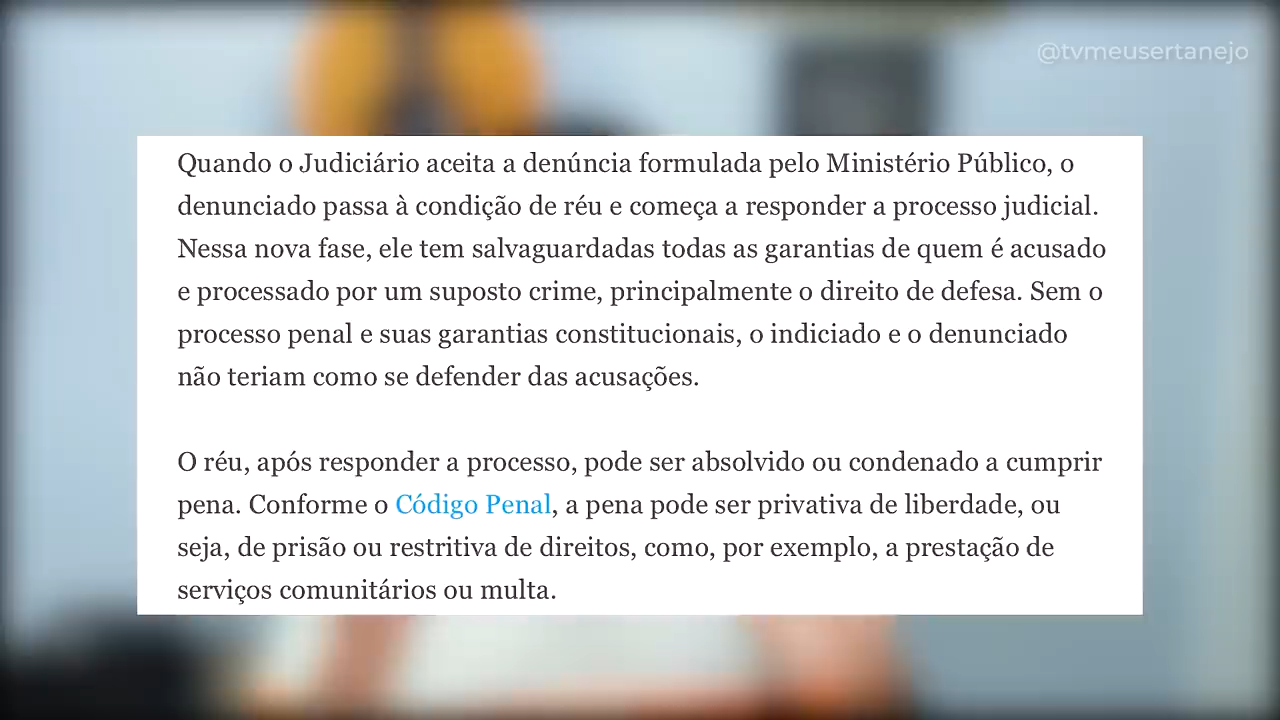 @tvmeusertanejo
Quando o Judiciário aceita a denúncia formulada pelo Ministério Público, o
denunciado passa à condição de réu e começa a responder a processo judicial.
Nessa nova fase, ele tem salvaguardadas todas as garantias de quem é acusado
e processado por um suposto crime, principalmente o direito de defesa. Sem o
processo penal e suas garantias constitucionais, o indiciado e o denunciado
não teriam como se defender das acusações.
O réu, após responder a processo, pode ser absolvido ou condenado a cumprir
pena. Conforme o Código Penal, a pena pode ser privativa de liberdade, ou
seja, de prisão ou restritiva de direitos, como, por exemplo, a prestação de
serviços comunitários ou multa.